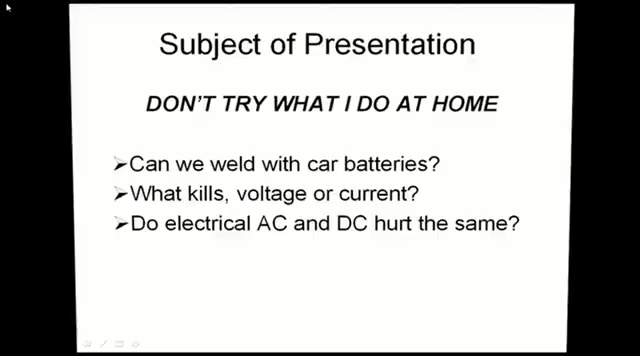 Subject of Presentation
DON'T TRY WHAT I DO AT HOME
➢Can we weld with car batteries?
➢What kills, voltage or current?
➢Do electrical AC and DC hurt the same?